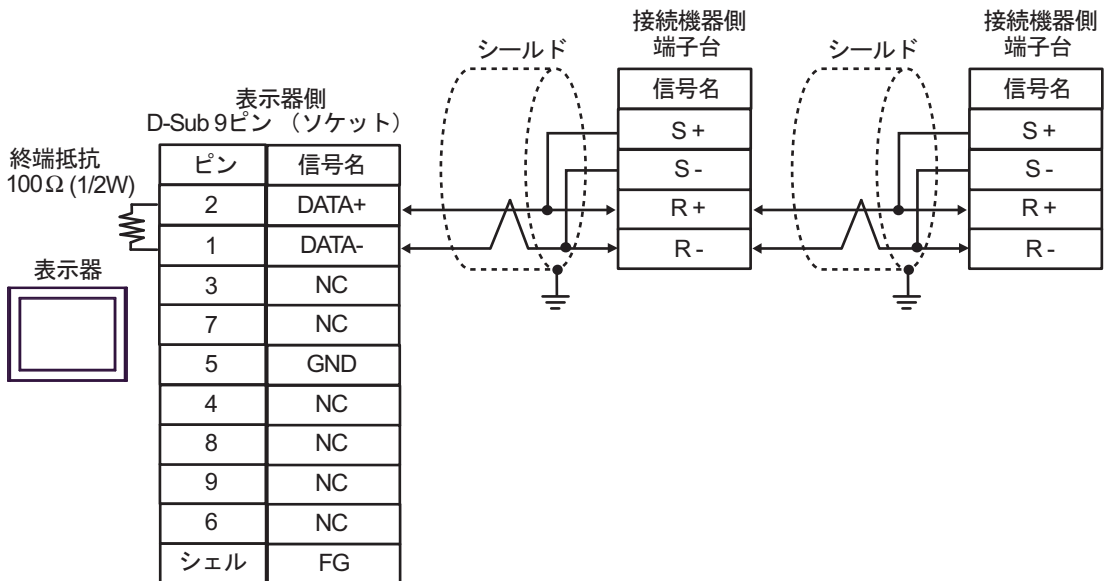 終端抵抗
100Ω (1/2W)
表示器
表示器側
D-Sub 9ピン （ソケット）
ピン 信号名
2 DATA+
1 DATA-
3 NC
7 NC
5 GND
4 NC
8 NC
9 NC
6 NC
シェル FG
シールド
接続機器側
端子台
信号名
S +
S -
R +
R -
シールド
接続機器側
端子台
信号名
S +
S -
R +
R -